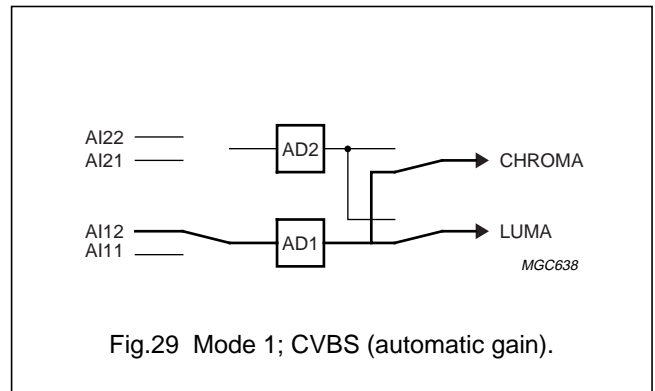 AI22
AI21
AD2
CHROMA
AI12
AI11
AD1
LUMA
MGC638
Fig.29 Mode 1; CVBS (automatic gain).